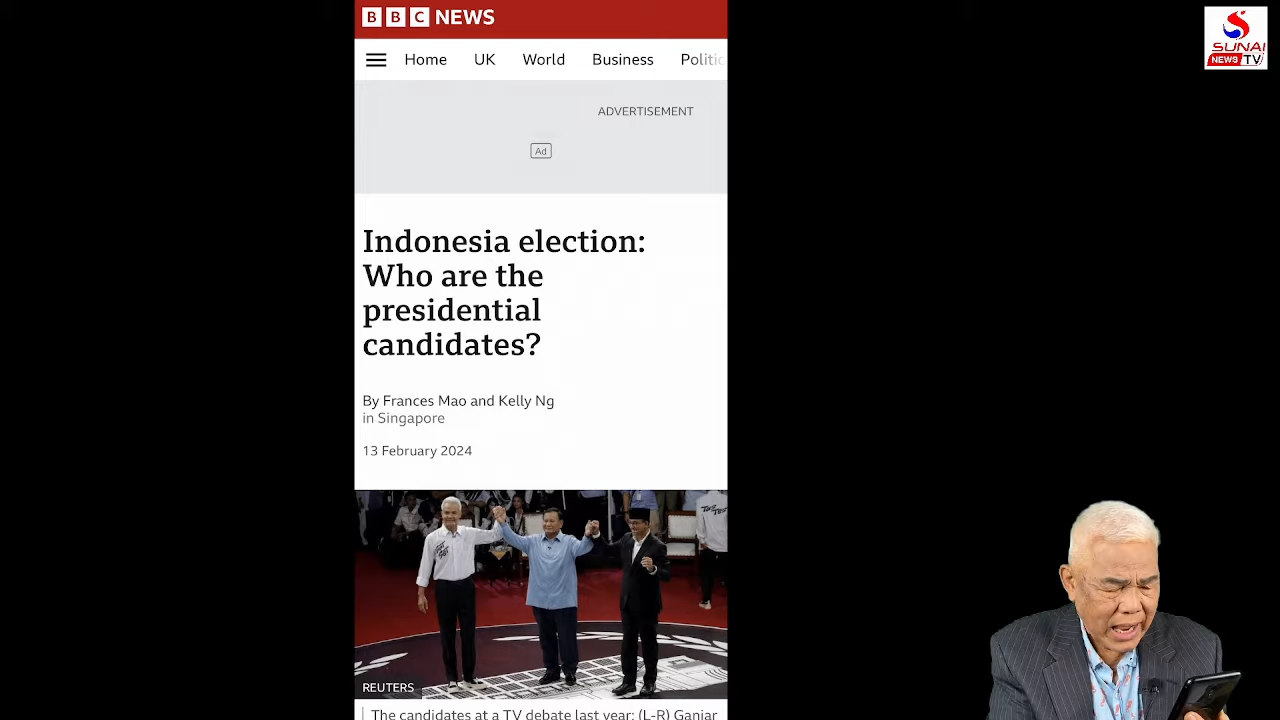 BBC NEWS
Home UK World Business Politic
ADVERTISEMENT
Ad
Indonesia election:
Who are the
presidential
candidates?
By Frances Mao and Kelly Ng
in Singapore
13 February 2024
REUTERS
The candidates at a TV debate last year: (L-R) Ganjar
SUNAI
NEWS TV